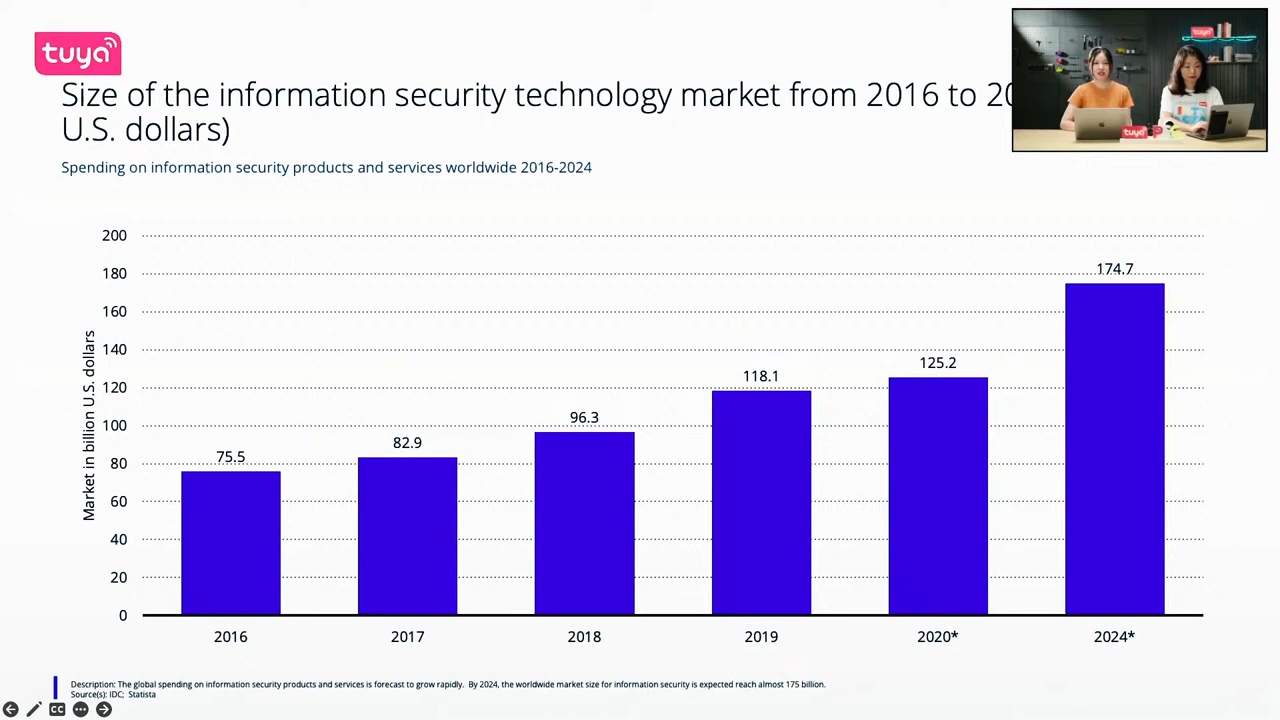 tuya
Size of the information security technology market from 2016 to 20
U.S. dollars)
Spending on information security products and services worldwide 2016-2024
tuya
tuya
Market in billion U.S. dollars
200
180
160
140
120
100
80
60
40
20
0
75.5
82.9
96.3
118.1
125.2
174.7
2016
2017
2018
2019
2020*
2024*
Description: The global spending on information security products and services is forecast to grow rapidly. By 2024, the worldwide market size for information security is expected reach almost 175 billion.
Source(s): IDC; Statista
CC